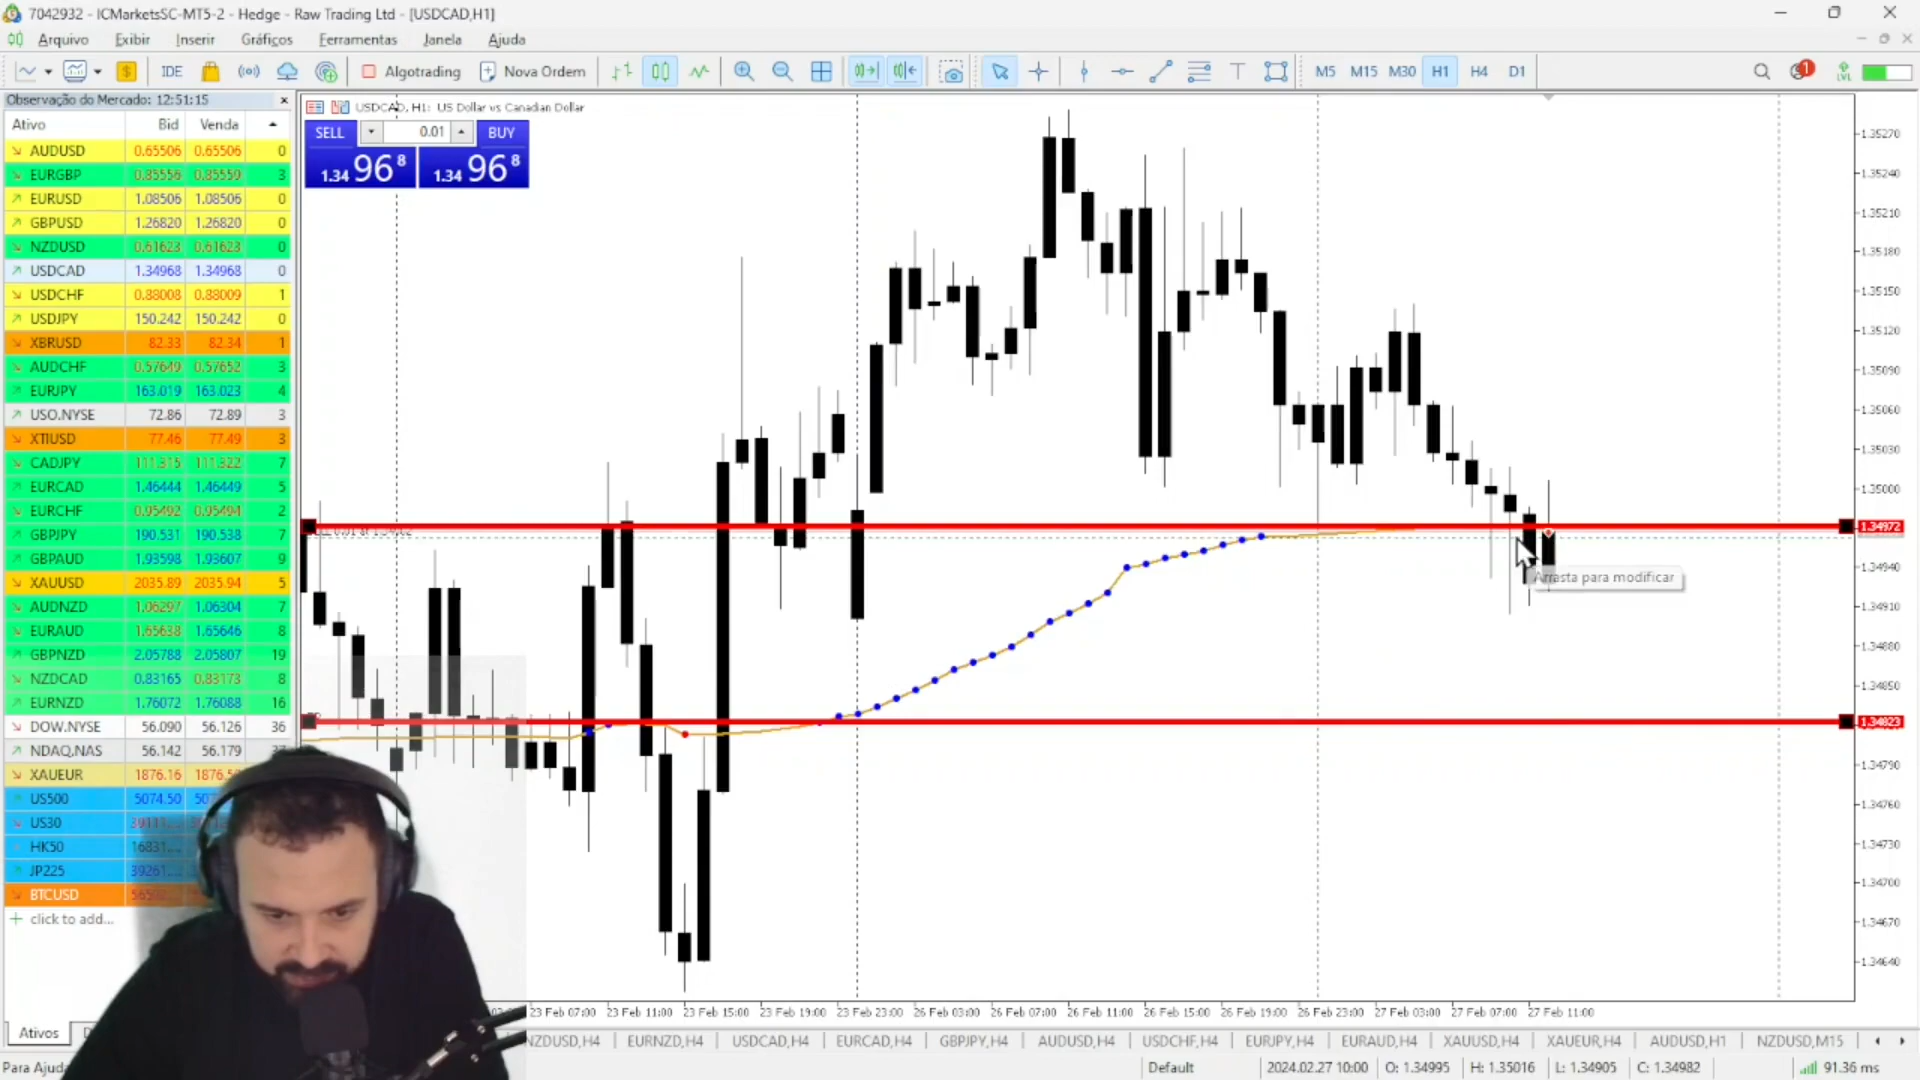 7042932 - ICMarketsSC-MT5-2 - Hedge - Raw Trading Ltd - [USDCAD,H1]
Arquivo Exibir Inserir Gráficos Ferramentas Janela Ajuda
IDE Algotrading Nova Ordem M5 M15 M30 H1 H4 D1 1
Observação do Mercado: 12:51:15
USDCAD, H1: US Dollar vs Canadian Dollar
Ativo Bid Venda
SELL 0.01 BUY
1.34 96 8 1.34 96 8
AUDUSD 0.65506 0.65506 0
EURGBP 0.85556 0.85559 3
EURUSD 1.08506 1.08506 0
GBPUSD 1.26820 1.26820 0
NZDUSD 0.61623 0.61623 0
USDCAD 1.34968 1.34968 0
USDCHF 0.88008 0.88009 1
USDJPY 150.242 150.242 0
XBRUSD 82.33 82.34 1
AUDCHF 0.57649 0.57652 3
EURJPY 163.019 163.023 4
USO.NYSE 72.86 72.89 3
XTIUSD 77.46 77.49 3
CADJPY 111.315 111.322 7
EURCAD 1.46444 1.46449 5
EURCHF 0.95492 0.95494 2
GBPJPY 190.531 190.538 7
GBPAUD 1.93598 1.93607 9
XAUUSD 2035.89 2035.94 5
AUDNZD 1.06297 1.06304 7
EURAUD 1.65638 1.65646 8
GBPNZD 2.05788 2.05807 19
NZDCAD 0.83165 0.83173 8
EURNZD 1.76072 1.76088 16
DOW.NYSE 56.090 56.126 36
NDAQ.NAS 56.142 56.179
XAUEUR 1876.16
US500 5074.50
US30
HK50
JP225
BTCUSD
click to add...
Ativos
1.35270
1.35240
1.35210
1.35180
1.35150
1.35120
1.35090
1.35060
1.35030
1.35000
1.34972
1.34940
1.34910
1.34880
1.34850
1.34823
1.34790
1.34760
1.34730
1.34700
1.34670
1.34640
Arrasta para modificar
23 Feb 07:00 23 Feb 11:00 23 Feb 15:00 23 Feb 19:00 23 Feb 23:00 26 Feb 03:00 26 Feb 07:00 26 Feb 11:00 26 Feb 15:00 26 Feb 19:00 26 Feb 23:00 27 Feb 03:00 27 Feb 07:00 27 Feb 11:00
NZDUSD,H4 EURNZD,H4 USDCAD,H4 EURCAD,H4 GBPJPY,H4 AUDUSD,H4 USDCHF,H4 EURJPY,H4 EURAUD,H4 XAUUSD,H4 XAUEUR,H4 AUDUSD,H1 NZDUSD,M15
Para Ajuda
Default 2024.02.27 10:00 O: 1.34995 H: 1.35016 L: 1.34905 C: 1.34982 91.36 ms